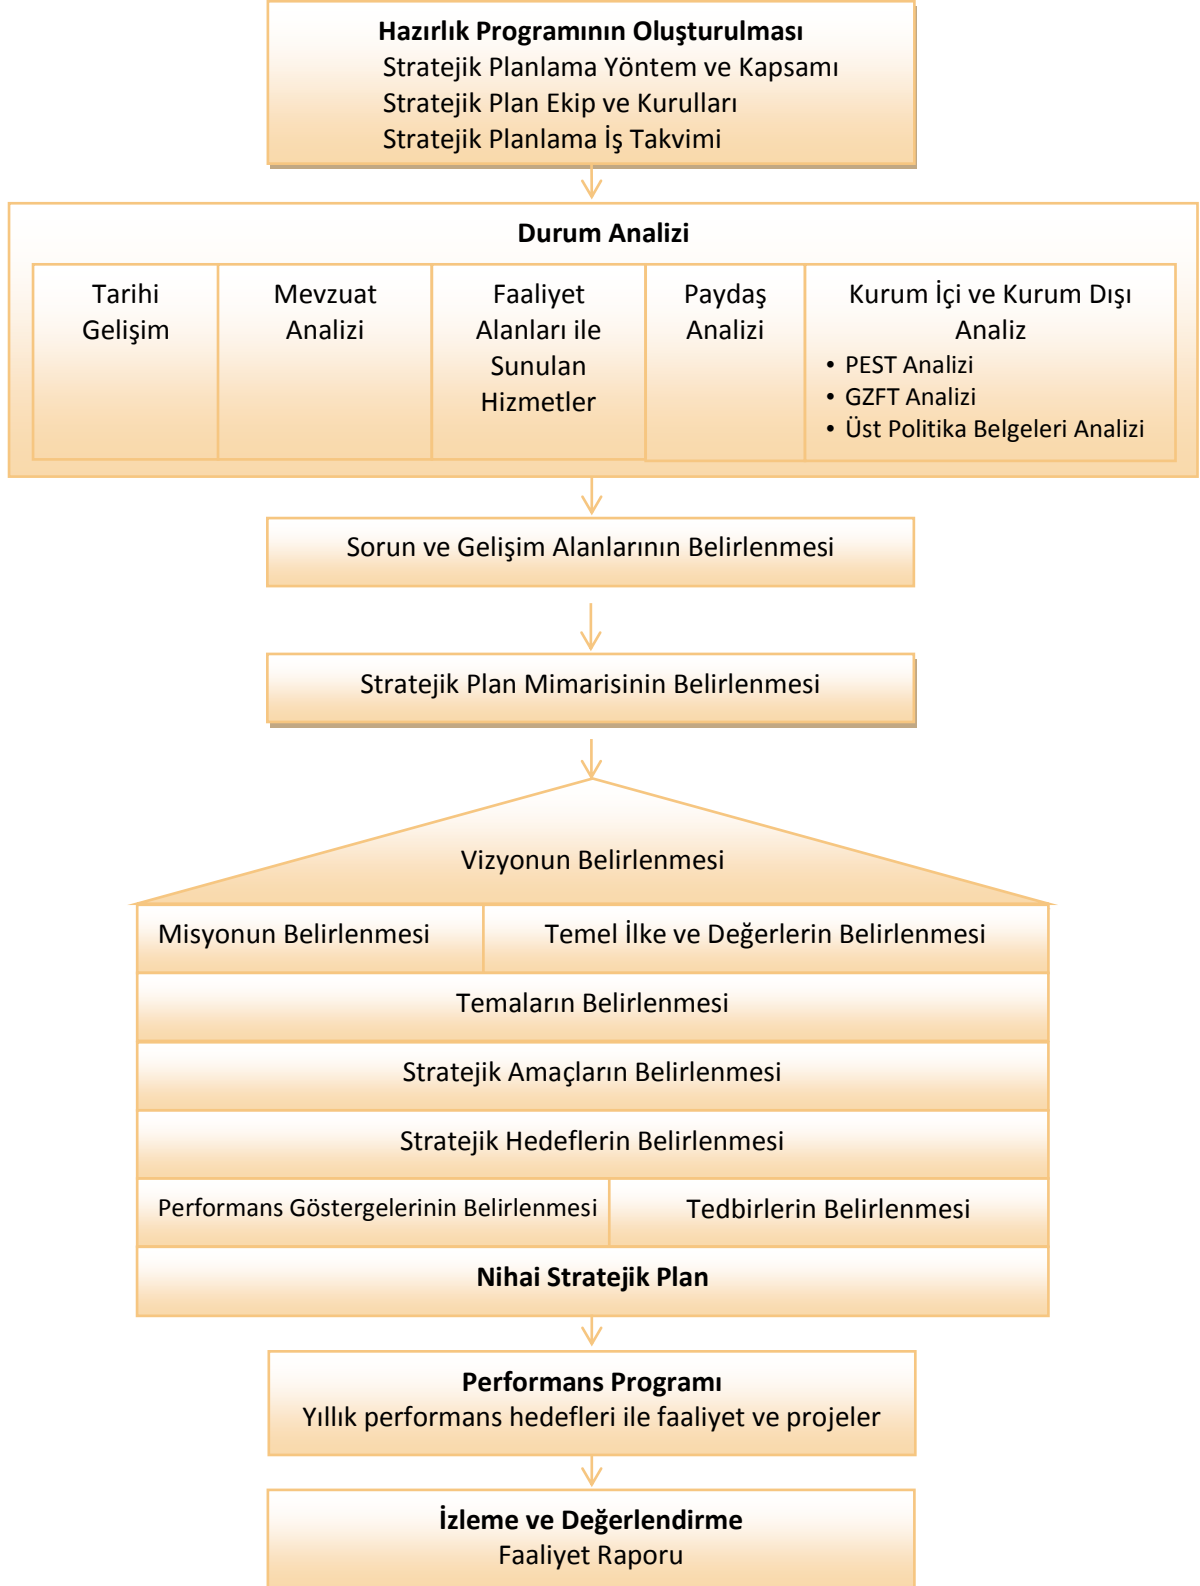 Hazırlık Programının Oluşturulması
Stratejik Planlama Yöntem ve Kapsamı
Stratejik Plan Ekip ve Kurulları
Stratejik Planlama İş Takvimi
Durum Analizi
Tarihi
Gelişim
Mevzuat
Analizi
Faaliyet
Alanları ile
Sunulan
Hizmetler
Paydaş
Analizi
Kurum İçi ve Kurum Dışı
Analiz
• PEST Analizi
• GZFT Analizi
• Üst Politika Belgeleri Analizi
Sorun ve Gelişim Alanlarının Belirlenmesi
Stratejik Plan Mimarisinin Belirlenmesi
Vizyonun Belirlenmesi
Misyonun Belirlenmesi
Temel İlke ve Değerlerin Belirlenmesi
Temaların Belirlenmesi
Stratejik Amaçların Belirlenmesi
Stratejik Hedeflerin Belirlenmesi
Performans Göstergelerinin Belirlenmesi
Tedbirlerin Belirlenmesi
Nihai Stratejik Plan
Performans Programı
Yıllık performans hedefleri ile faaliyet ve projeler
İzleme ve Değerlendirme
Faaliyet Raporu